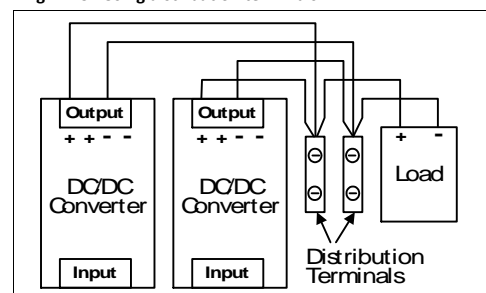 Output
+ + - -
DC/DC
Converter
Input
Output
+ + - -
DC/DC
Converter
Input
+ -
Load
Distribution
Terminals